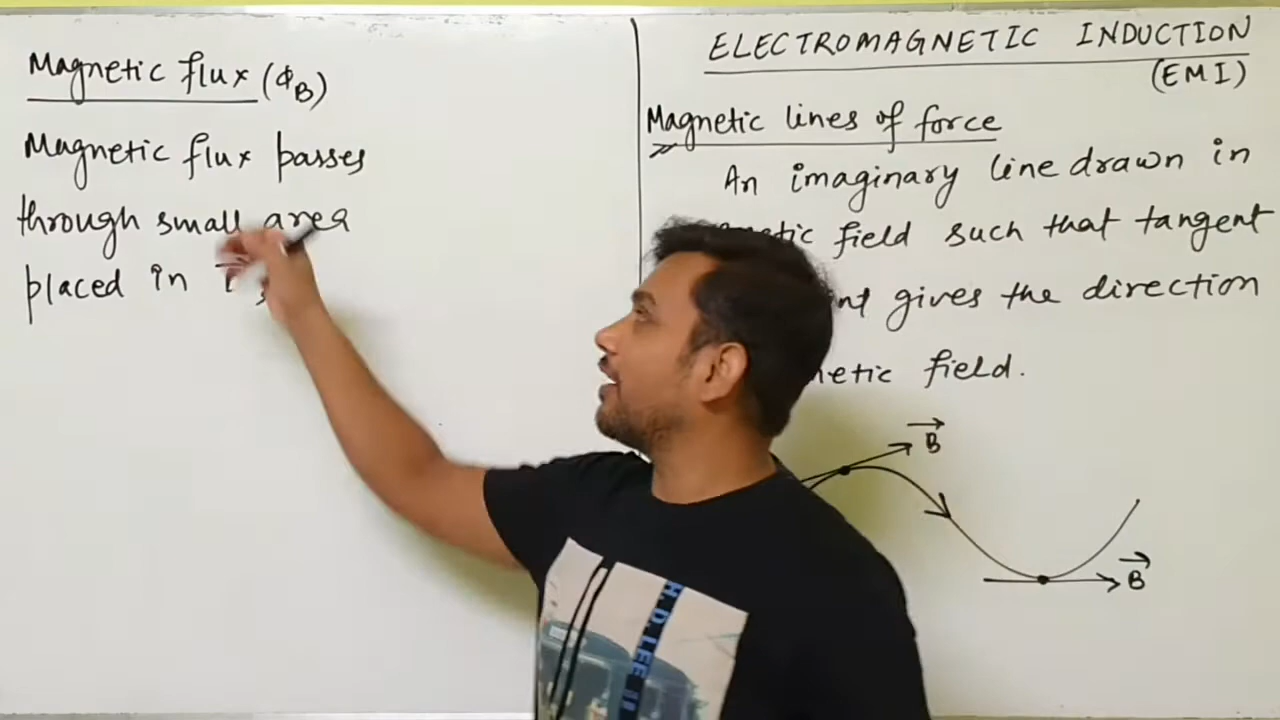 Magnetic flux (ΦB)
Magnetic flux passes
through small area
placed in
ELECTROMAGNETIC INDUCTION
(EMI)
Magnetic lines of force
An imaginary line drawn in
field such that tangent
gives the direction
field.
B
B
H.D. LEE